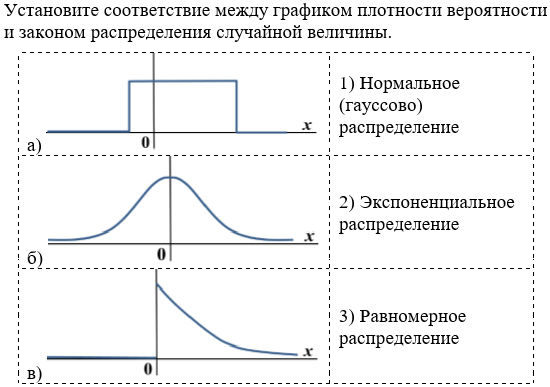 Установите соответствие между графиком плотности вероятности
и законом распределения случайной величины.
x
0
а)
1) Нормальное
(гауссово)
распределение
x
0
б)
2) Экспоненциальное
распределение
x
0
в)
3) Равномерное
распределение